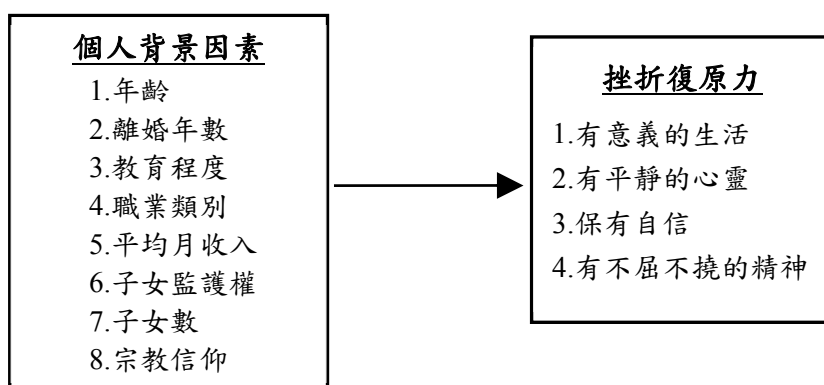 個人背景因素
1.年齡
2.離婚年數
3.教育程度
4.職業類別
5.平均月收入
6.子女監護權
7.子女數
8.宗教信仰
挫折復原力
1.有意義的生活
2.有平靜的心靈
3.保有自信
4.有不屈不撓的精神